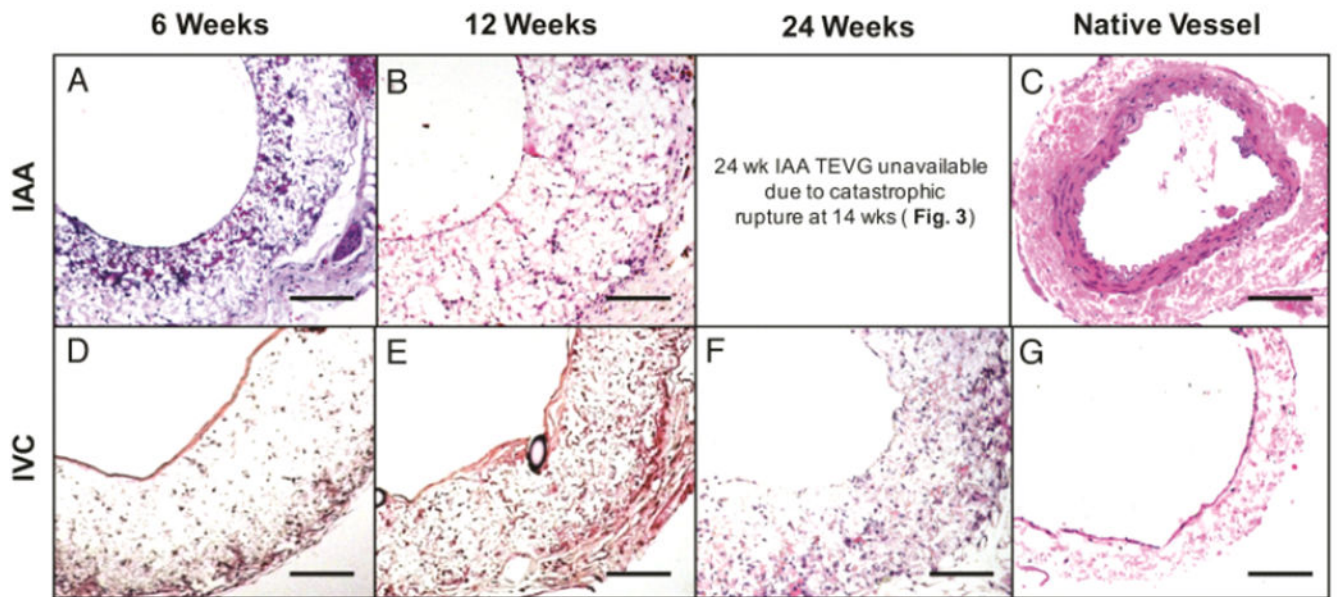 6 Weeks 12 Weeks 24 Weeks Native Vessel
IAA
A B C
24 wk IAA TEVG unavailable
due to catastrophic
rupture at 14 wks ( Fig. 3)
IVC
D E F G